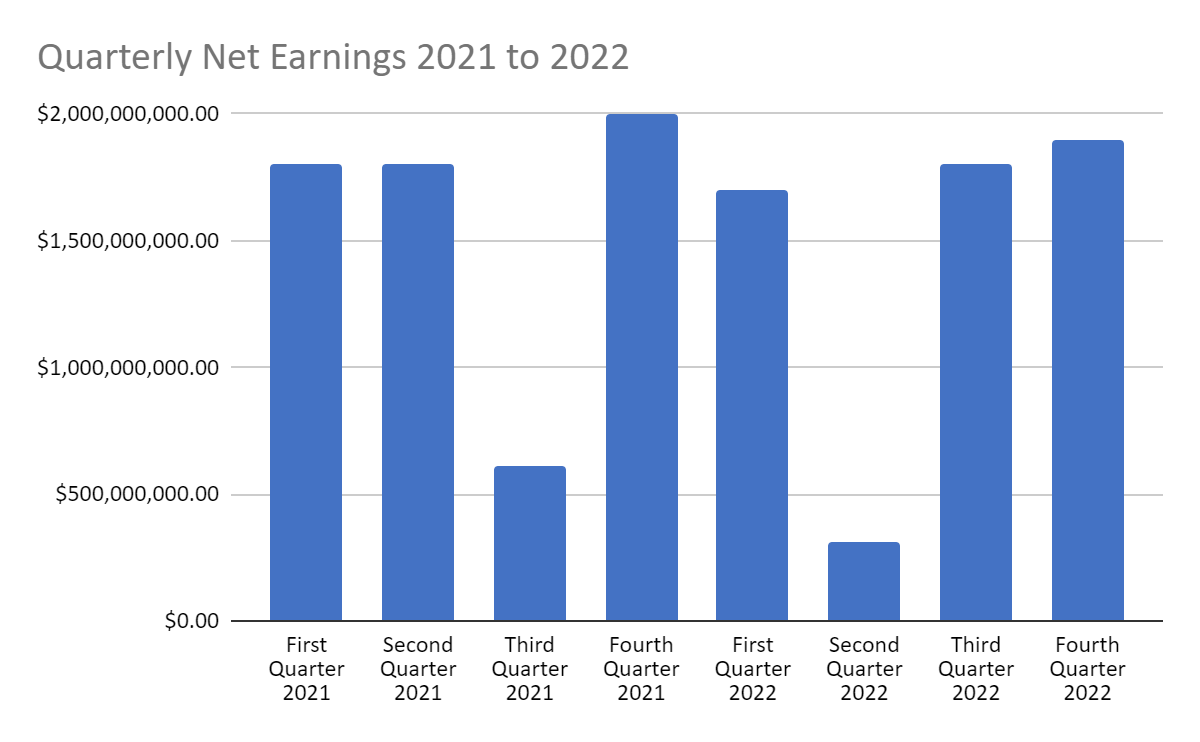 Quarterly Net Earnings 2021 to 2022
$2,000,000,000.00
$1,500,000,000.00
$1,000,000,000.00
$500,000,000.00
$0.00
First
Quarter
2021
Second
Quarter
2021
Third
Quarter
2021
Fourth
Quarter
2021
First
Quarter
2022
Second
Quarter
2022
Third
Quarter
2022
Fourth
Quarter
2022